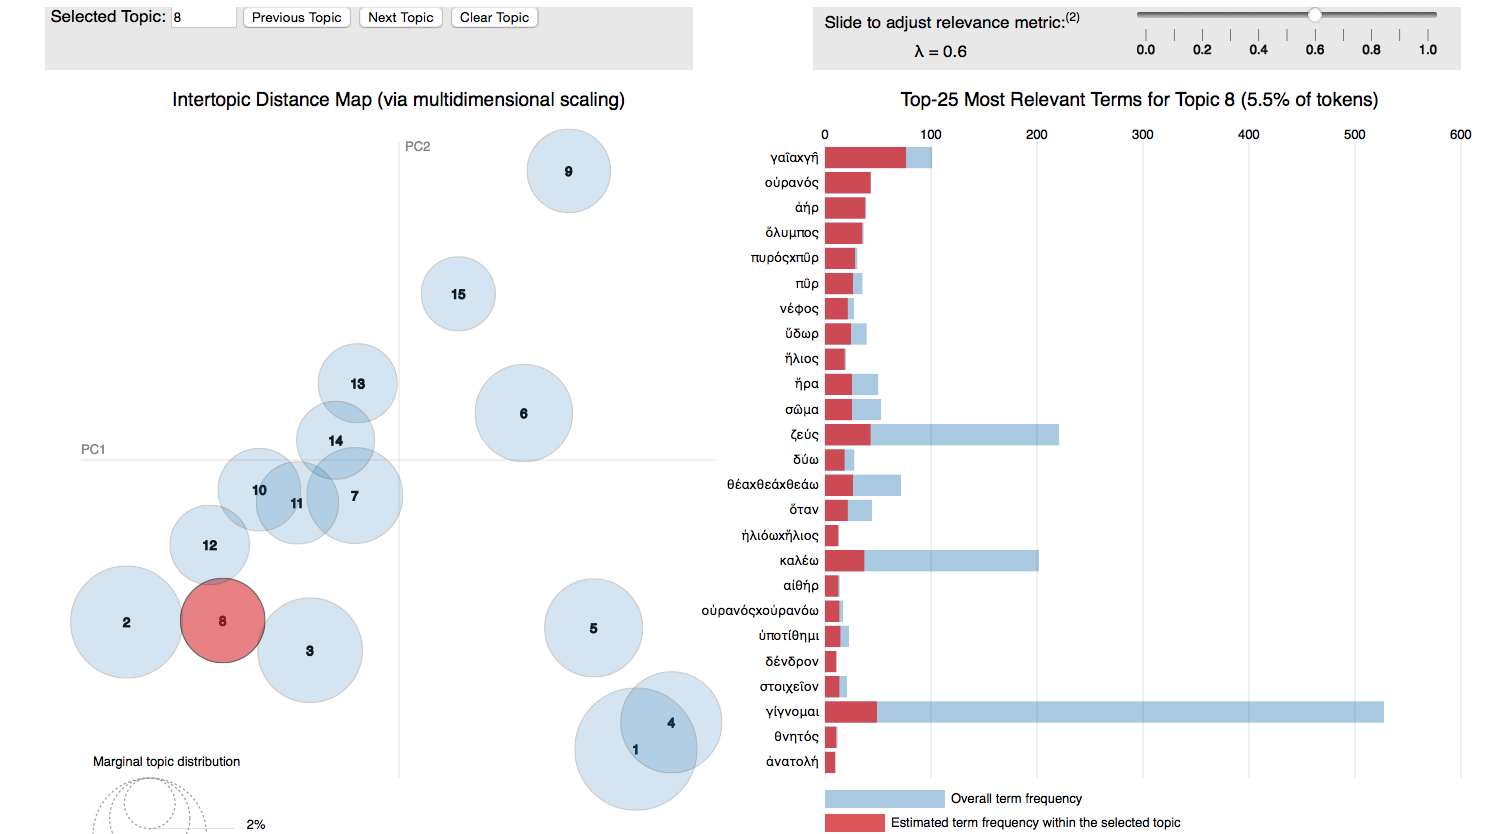 Selected Topic: 8 Previous Topic Next Topic Clear Topic
Slide to adjust relevance metric:(2)
λ = 0.6
0.0 0.2 0.4 0.6 0.8 1.0
Intertopic Distance Map (via multidimensional scaling)
PC2
PC1
9
15
13
6
14
10
11
7
12
2
8
3
5
4
1
Marginal topic distribution
2%
Top-25 Most Relevant Terms for Topic 8 (5.5% of tokens)
0 100 200 300 400 500 600
γαῖαχγῆ
οὐρανός
ἀήρ
ὄλυμπος
πυρόςχπῦρ
πῦρ
νέφος
ὕδωρ
ἥλιος
ἥρα
σῶμα
ζεύς
δύω
θέαχθεάχθεάω
ὅταν
ἡλιόωχἥλιος
καλέω
αἰθήρ
οὐρανόςχοὐρανόω
ὑποτίθημι
δένδρον
στοιχεῖον
γίγνομαι
θνητός
ἀνατολή
Overall term frequency
Estimated term frequency within the selected topic